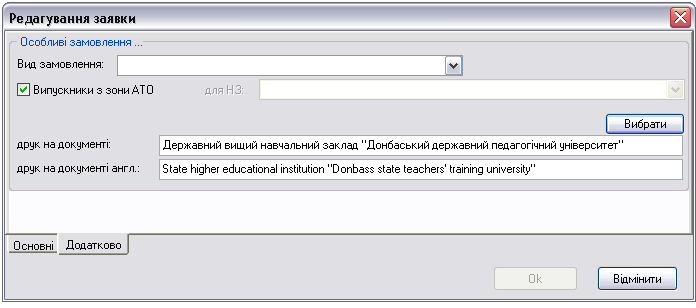 Редагування заявки
Особливі замовлення ...
Вид замовлення:
Випускники з зони АТО для НЗ:
Вибрати
друк на документі: Державний вищий навчальний заклад "Донбаський державний педагогічний університет"
друк на документі англ.: State higher educational institution "Donbass state teachers' training university"
Основні Додатково
Ok Відмінити